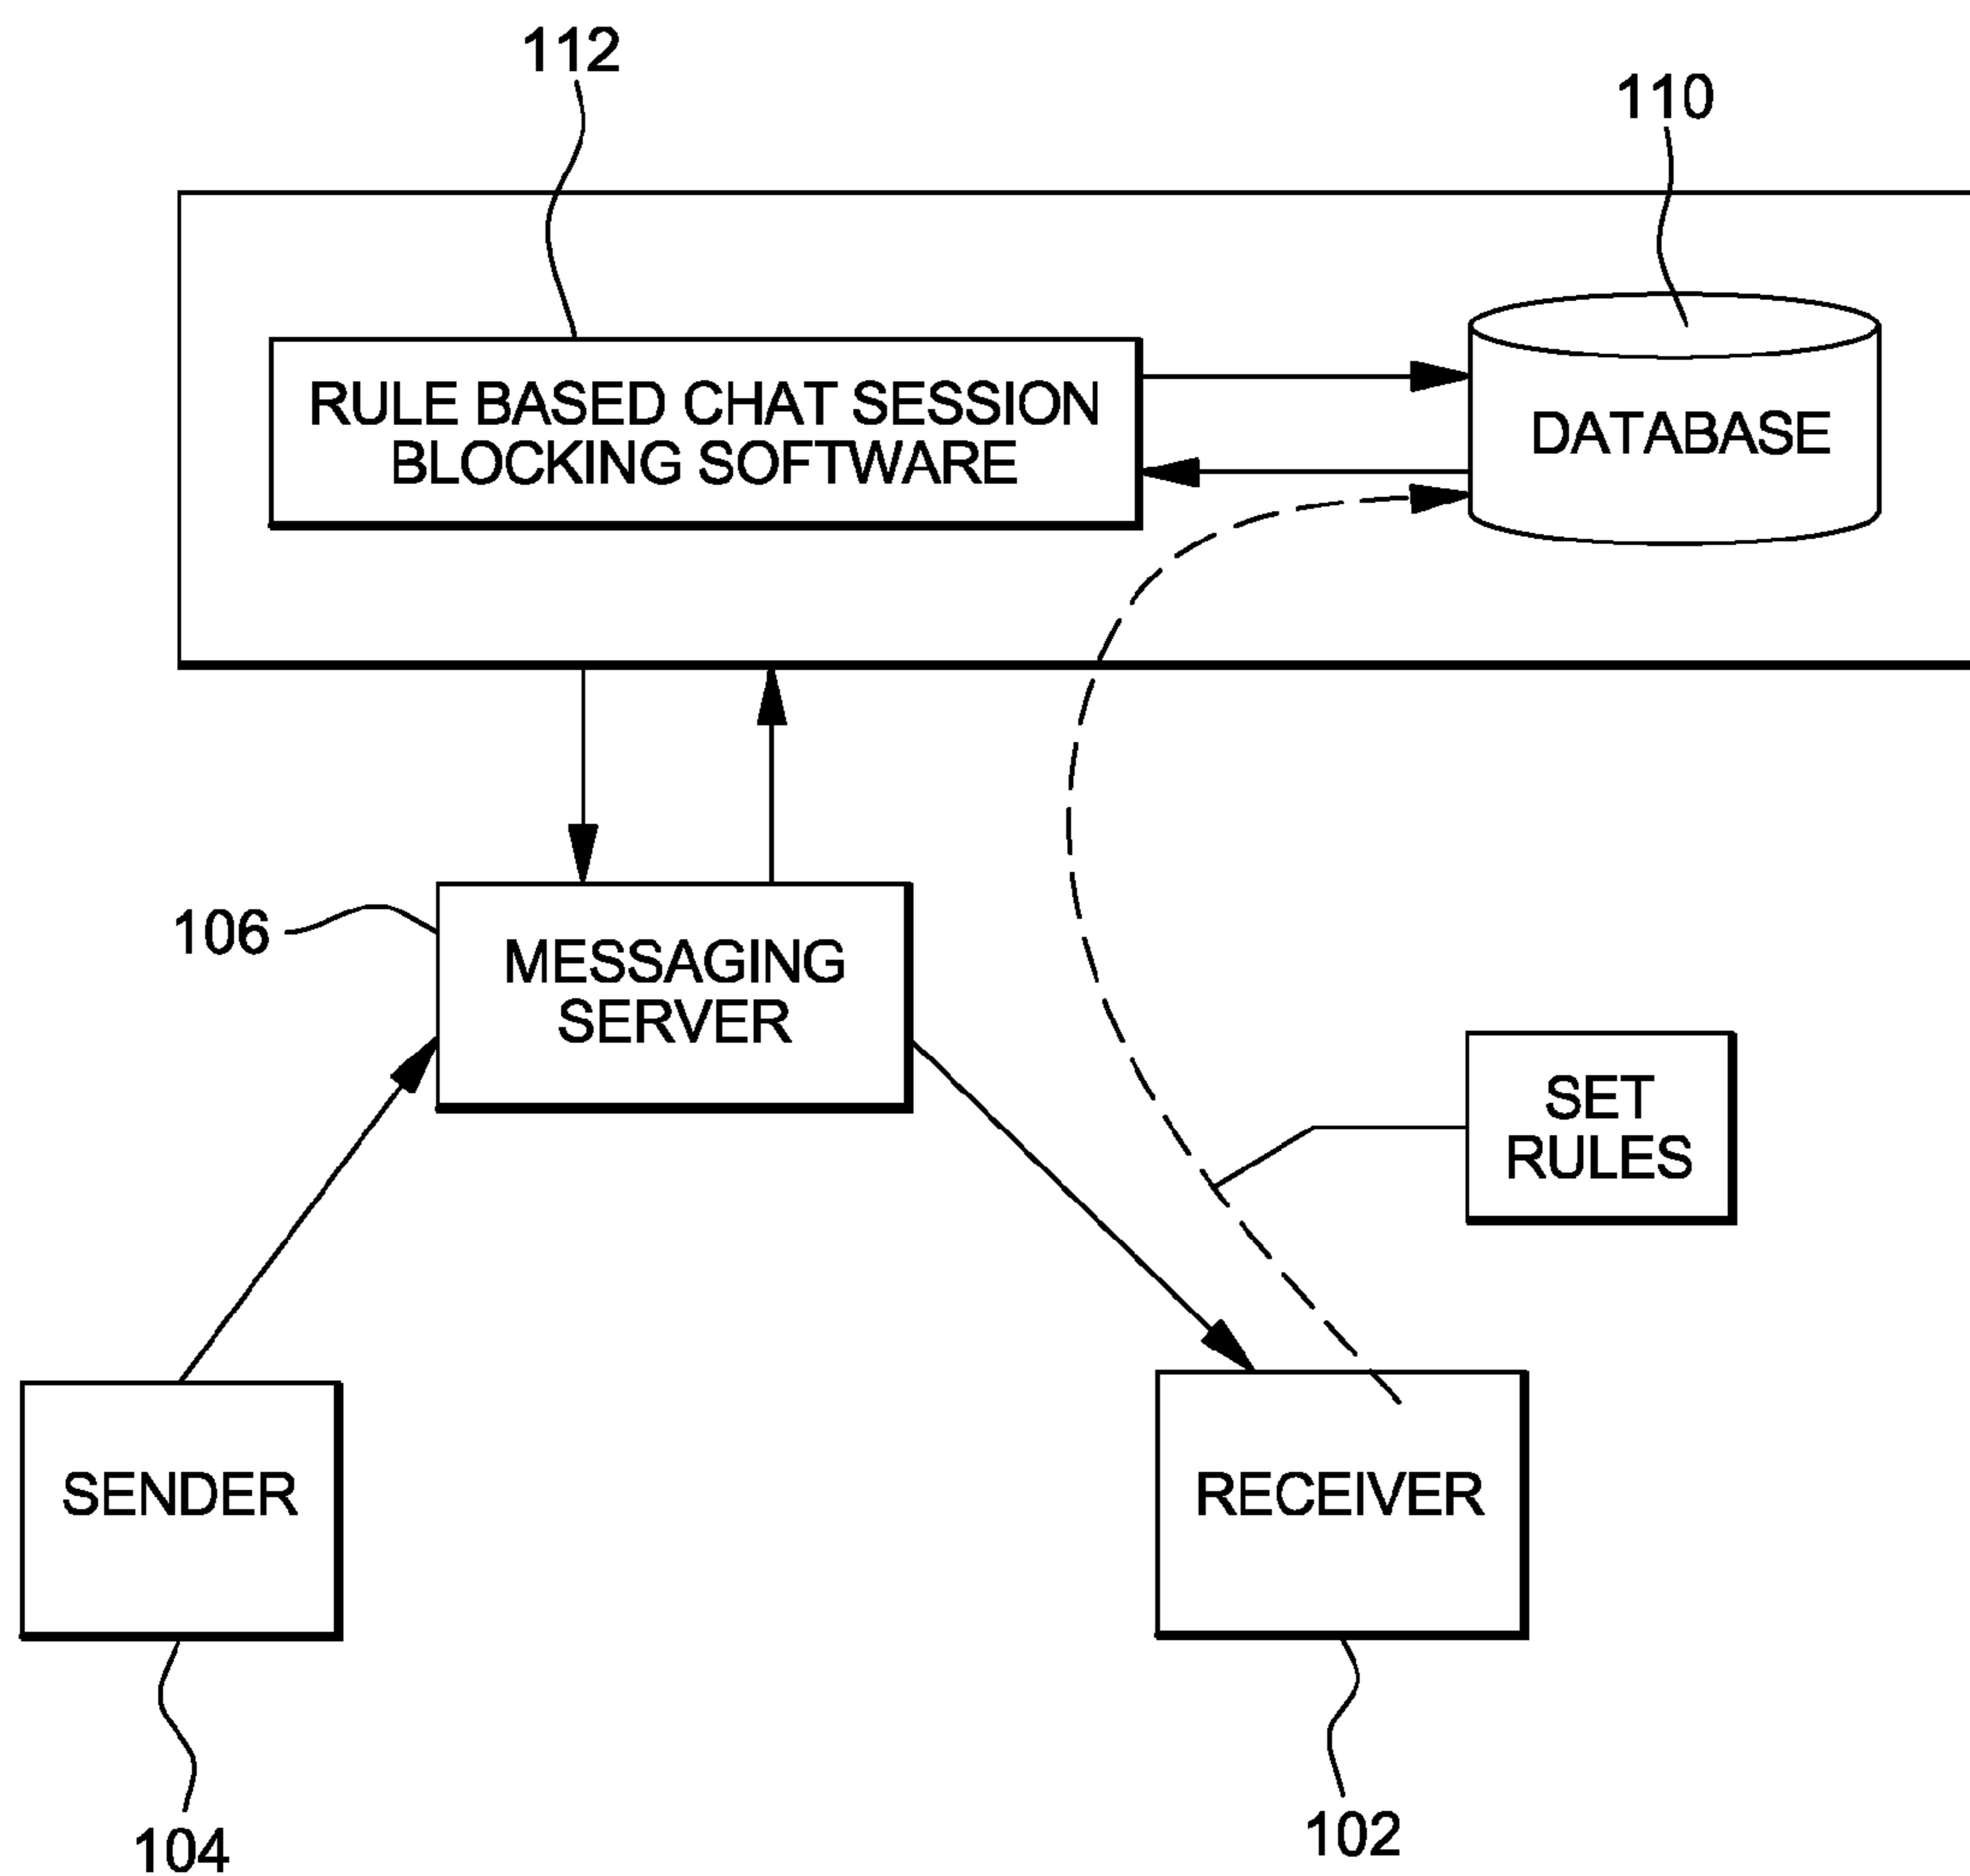 112
110
RULE BASED CHAT SESSION
BLOCKING SOFTWARE
DATABASE
106
MESSAGING
SERVER
SET
RULES
SENDER
RECEIVER
104
102